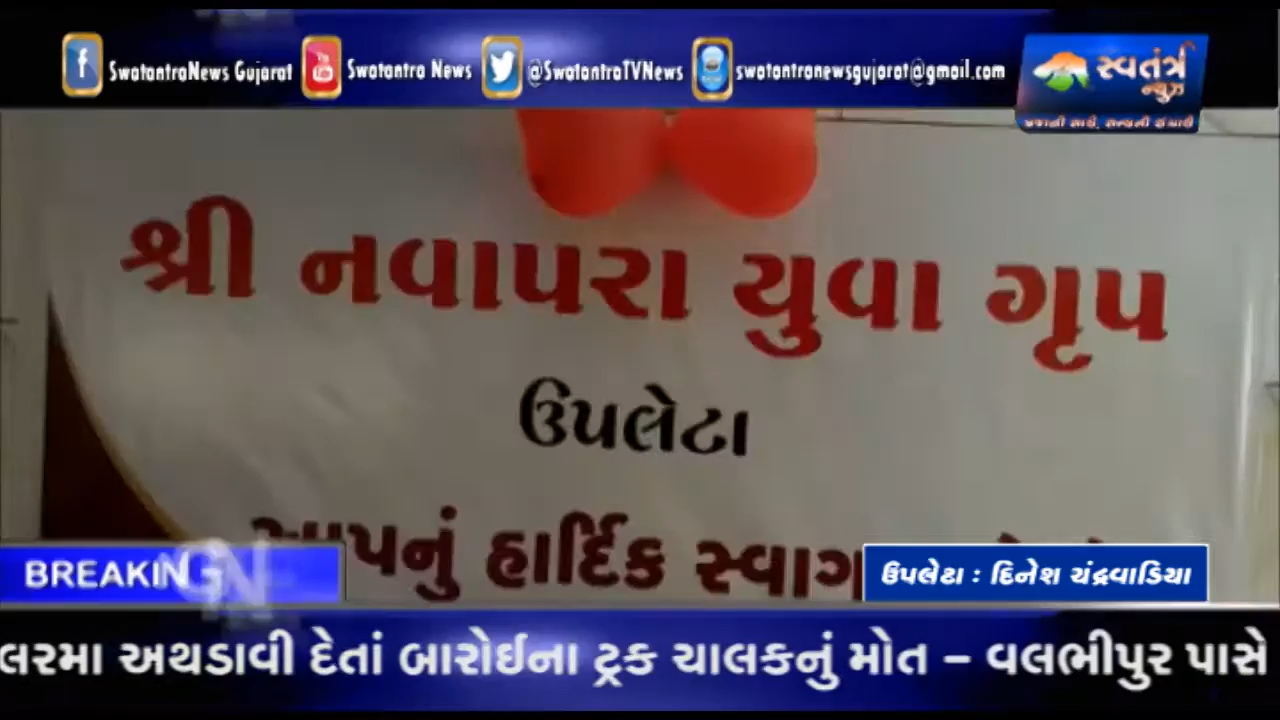 SwatantraNews Gujarat Swatantra News @SwatantraTVNews swatantranewsgujarat@gmail.com
સ્વતંત્ર
ન્યુઝ
શ્રી નવાપરા યુવા ગૃપ
ઉપલેટા
આપનું હાર્દિક
BREAKING
ઉપલેટા : દિનેશ ચંદ્રવાડિયા
લરમા અથડાવી દેતાં બારોઈના ટ્રક ચાલકનું મોત – વલભીપુર પાસે